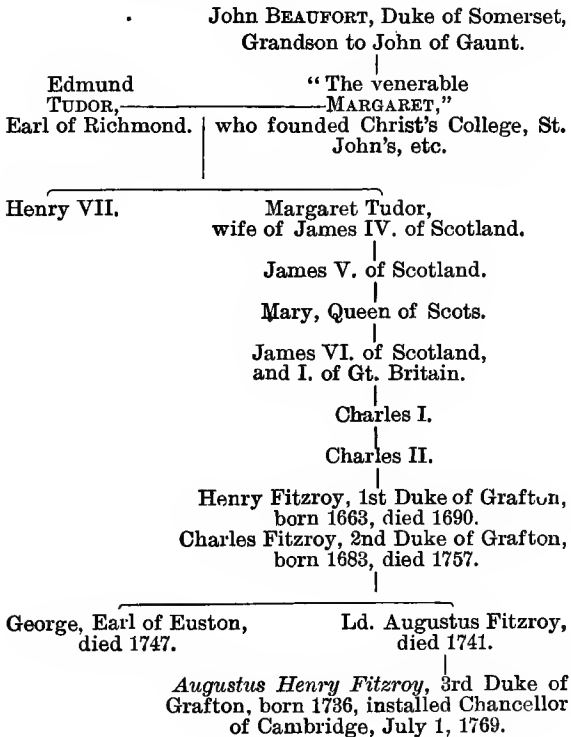 John BEAUFORT, Duke of Somerset,
Grandson to John of Gaunt.
Edmund
TUDOR,
Earl of Richmond.
“ The venerable
MARGARET,”
who founded Christ's College, St.
John's, etc.
Henry VII.
Margaret Tudor,
wife of James IV. of Scotland.
James V. of Scotland.
Mary, Queen of Scots.
James VI. of Scotland,
and I. of Gt. Britain.
Charles I.
Charles II.
Henry Fitzroy, 1st Duke of Grafton,
born 1663, died 1690.
Charles Fitzroy, 2nd Duke of Grafton,
born 1683, died 1757.
George, Earl of Euston,
died 1747.
Ld. Augustus Fitzroy,
died 1741.
Augustus Henry Fitzroy, 3rd Duke of
Grafton, born 1736, installed Chancellor
of Cambridge, July 1, 1769.